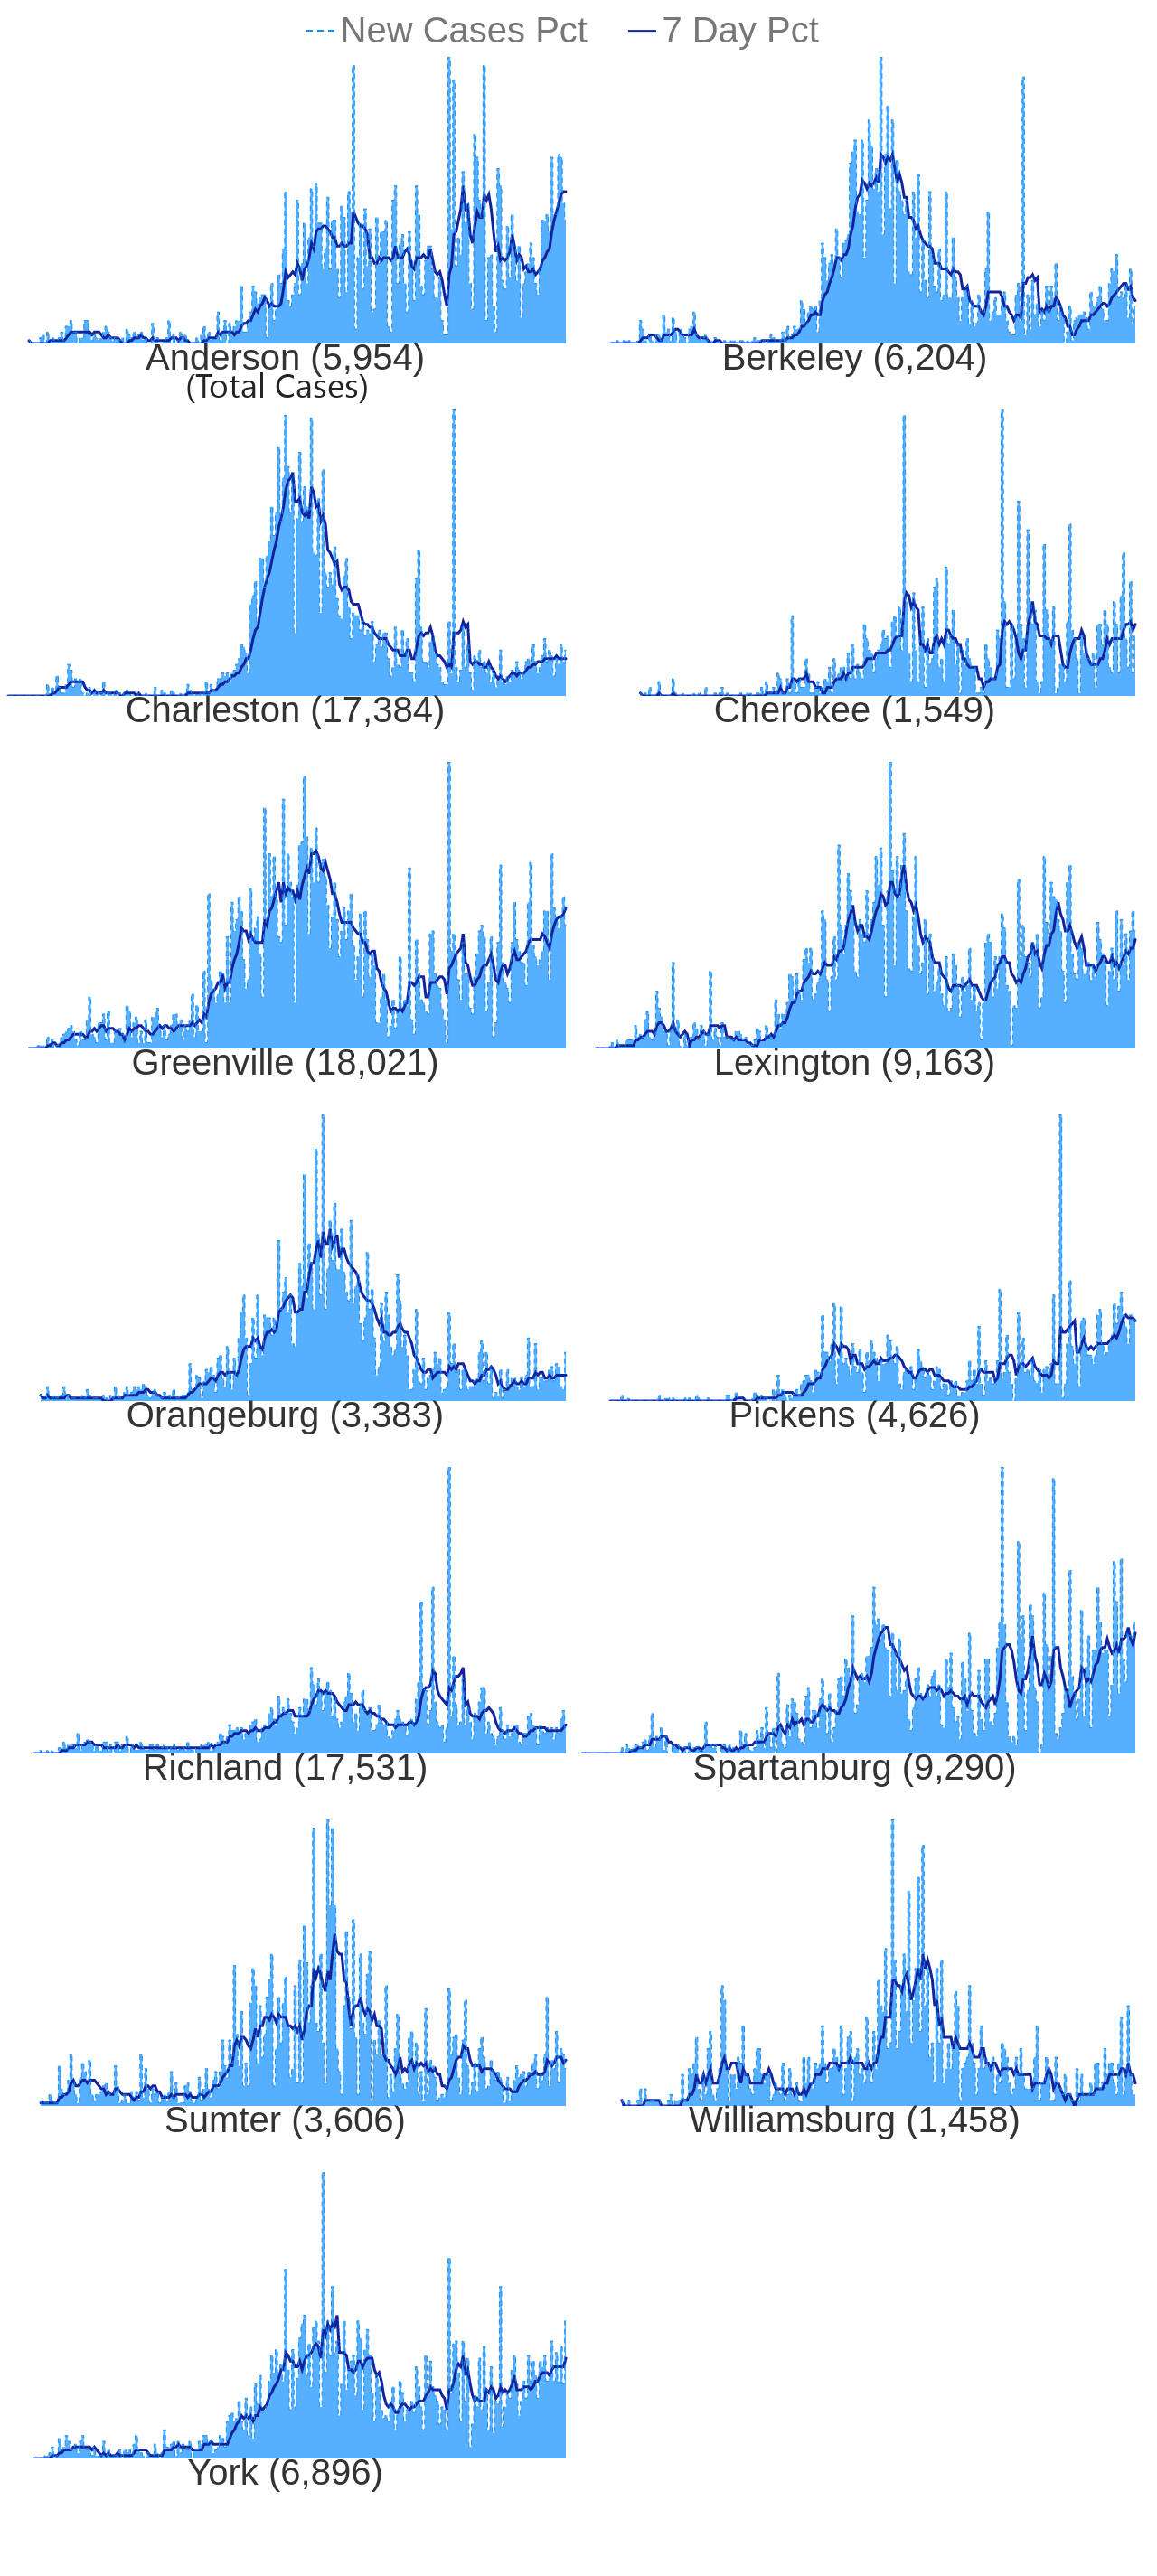 New Cases Pct 7 Day Pct
Anderson (5,954) Berkeley (6,204)
(Total Cases)
Charleston (17,384) Cherokee (1,549)
Greenville (18,021) Lexington (9,163)
Orangeburg (3,383) Pickens (4,626)
Richland (17,531) Spartanburg (9,290)
Sumter (3,606) Williamsburg (1,458)
York (6,896)